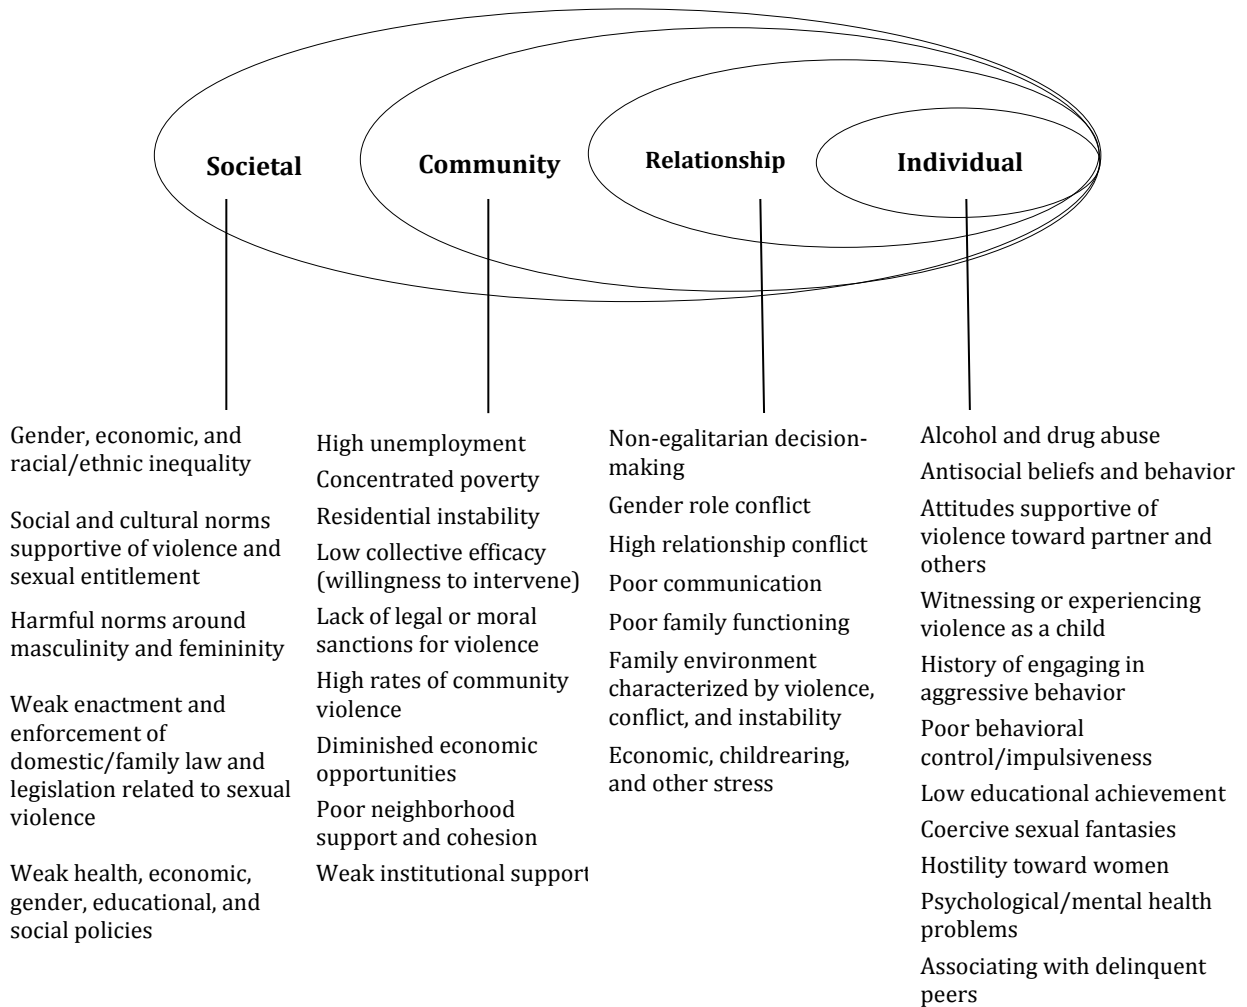 Societal
Community
Relationship
Individual
Gender, economic, and
racial/ethnic inequality
Social and cultural norms
supportive of violence and
sexual entitlement
Harmful norms around
masculinity and femininity
Weak enactment and
enforcement of
domestic/family law and
legislation related to sexual
violence
Weak health, economic,
gender, educational, and
social policies
High unemployment
Concentrated poverty
Residential instability
Low collective efficacy
(willingness to intervene)
Lack of legal or moral
sanctions for violence
High rates of community
violence
Diminished economic
opportunities
Poor neighborhood
support and cohesion
Weak institutional support
Non-egalitarian decision-
making
Gender role conflict
High relationship conflict
Poor communication
Poor family functioning
Family environment
characterized by violence,
conflict, and instability
Economic, childrearing,
and other stress
Alcohol and drug abuse
Antisocial beliefs and behavior
Attitudes supportive of
violence toward partner and
others
Witnessing or experiencing
violence as a child
History of engaging in
aggressive behavior
Poor behavioral
control/impulsiveness
Low educational achievement
Coercive sexual fantasies
Hostility toward women
Psychological/mental health
problems
Associating with delinquent
peers